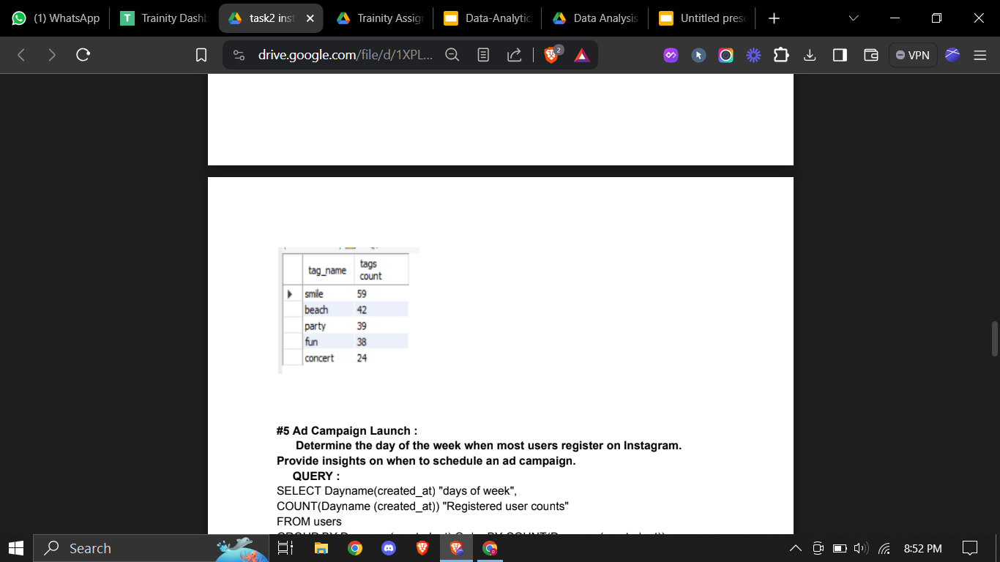 (1) WhatsApp
T Trainity Dashb
task2 inst
Trainity Assign
Data-Analytic
Data Analysis
Untitled prese
drive.google.com/file/d/1XPL...
2
VPN
tag_name tags count
smile 59
beach 42
party 39
fun 38
concert 24
#5 Ad Campaign Launch :
Determine the day of the week when most users register on Instagram.
Provide insights on when to schedule an ad campaign.
QUERY :
SELECT Dayname(created_at) "days of week",
COUNT(Dayname (created_at)) "Registered user counts"
FROM users
Search
8:52 PM